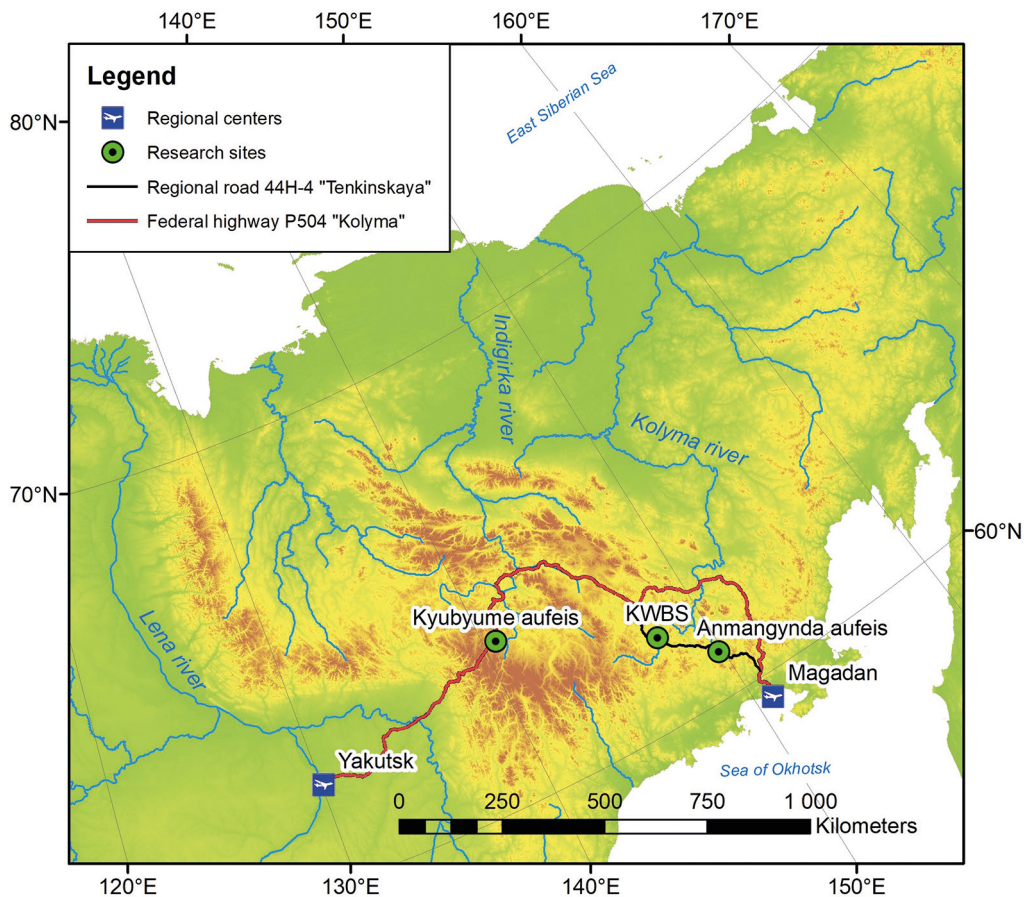 140°E
150°E
160°E
170°E
Legend
Regional centers
Research sites
Regional road 44H-4 "Tenkinskaya"
Federal highway P504 "Kolyma"
80°N
East Siberian Sea
Indigirka river
Kolyma river
70°N
60°N
Lena river
Kyubyume aufeis
KWBS
Anmangynda aufeis
Magadan
Yakutsk
Sea of Okhotsk
0 250 500 750 1 000
Kilometers
120°E
130°E
140°E
150°E